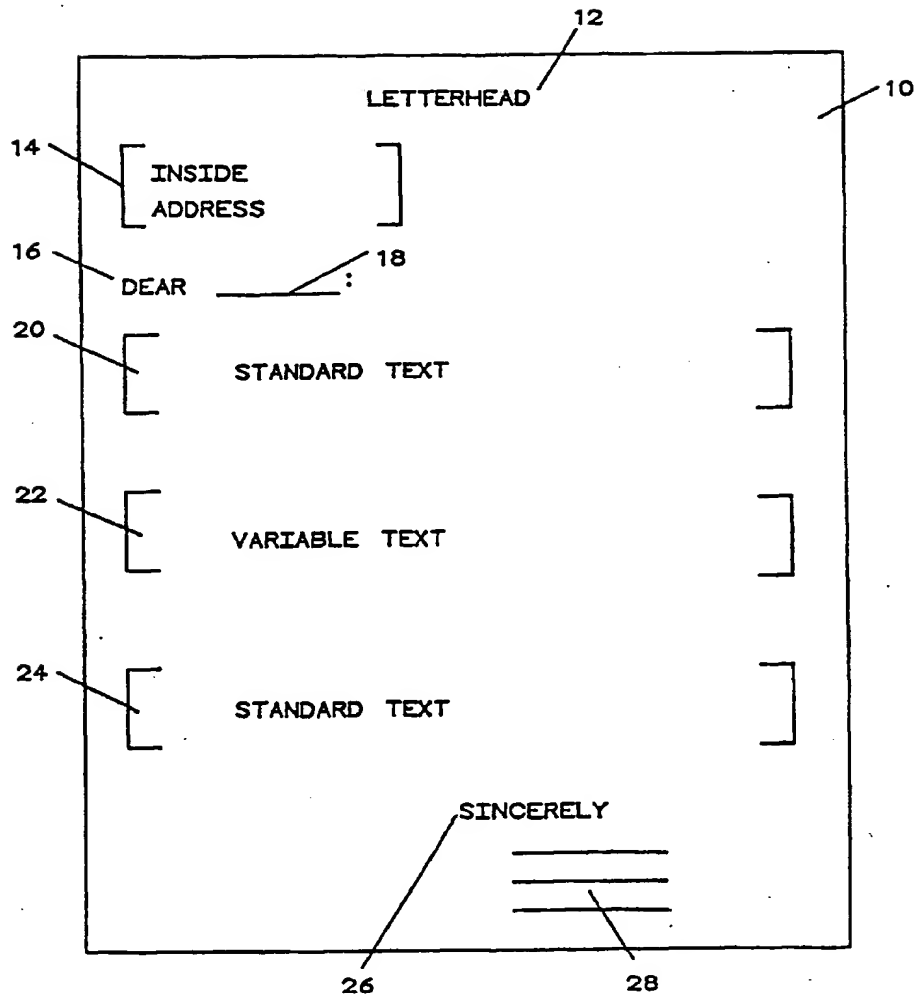 12
LETTERHEAD
10
14
INSIDE
ADDRESS
16
18
DEAR :
20
STANDARD TEXT
22
VARIABLE TEXT
24
STANDARD TEXT
SINCERELY
26
28